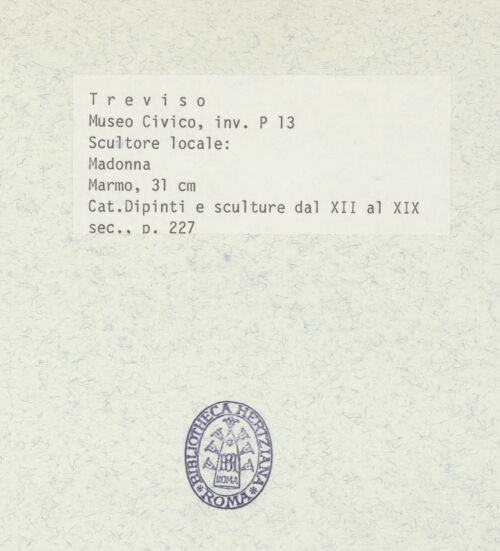 Treviso
Museo Civico, inv. P 13
Scultore locale:
Madonna
Marmo, 31 cm
Cat.Dipinti e sculture dal XII al XIX
sec., p. 227
BIBLIOTHECA HERTZIANA
ROMA
*ROMA*